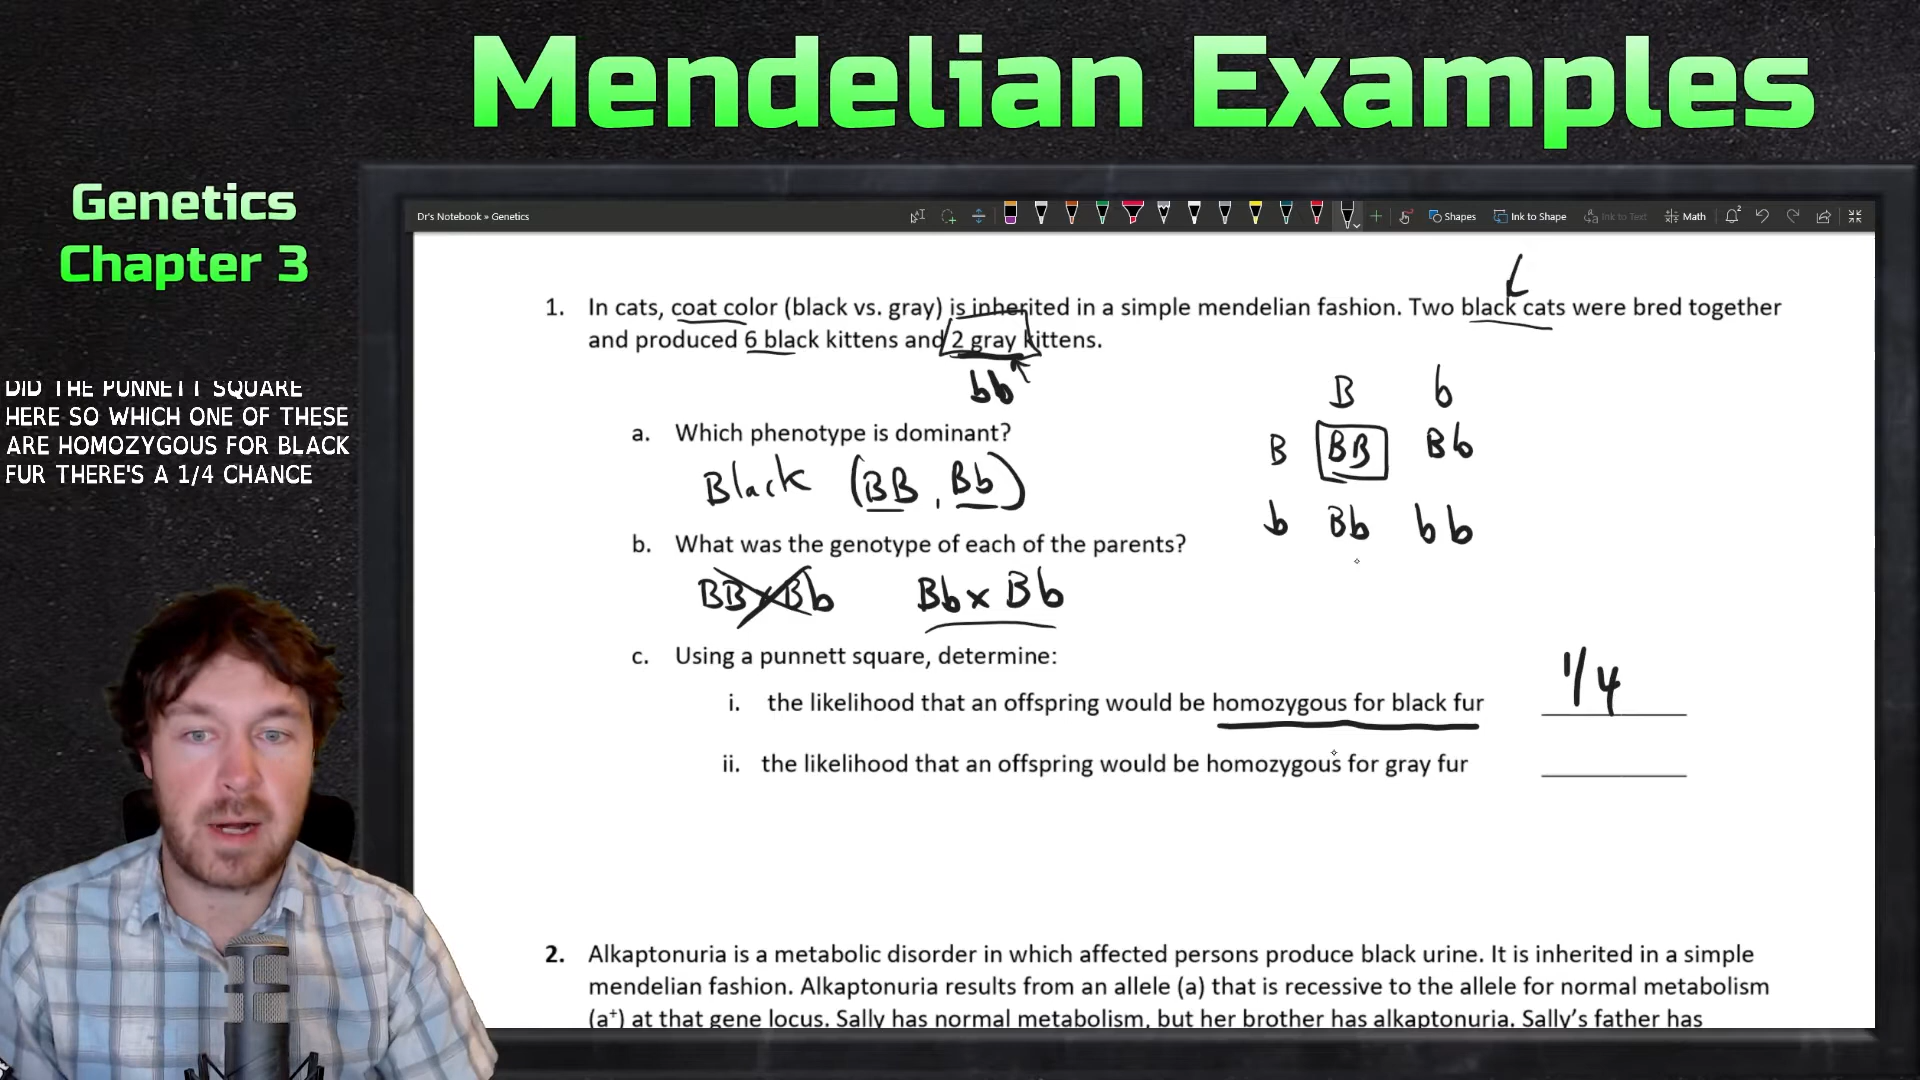 Mendelian Examples
Genetics
Chapter 3
DID THE PUNNETT SQUARE
HERE SO WHICH ONE OF THESE
ARE HOMOZYGOUS FOR BLACK
FUR THERE'S A 1/4 CHANCE
Dr's Notebook » Genetics
Shapes
Ink to Shape
Ink to Text
Math
1. In cats, coat color (black vs. gray) is inherited in a simple mendelian fashion. Two black cats were bred together
and produced 6 black kittens and 2 gray kittens.
bb
B b
B BB Bb
b Bb bb
a. Which phenotype is dominant?
Black (BB, Bb)
b. What was the genotype of each of the parents?
BB x Bb Bb x Bb
c. Using a punnett square, determine:
i. the likelihood that an offspring would be homozygous for black fur 1/4
ii. the likelihood that an offspring would be homozygous for gray fur
2. Alkaptonuria is a metabolic disorder in which affected persons produce black urine. It is inherited in a simple
mendelian fashion. Alkaptonuria results from an allele (a) that is recessive to the allele for normal metabolism
(a⁺) at that gene locus. Sally has normal metabolism, but her brother has alkaptonuria. Sally's father has